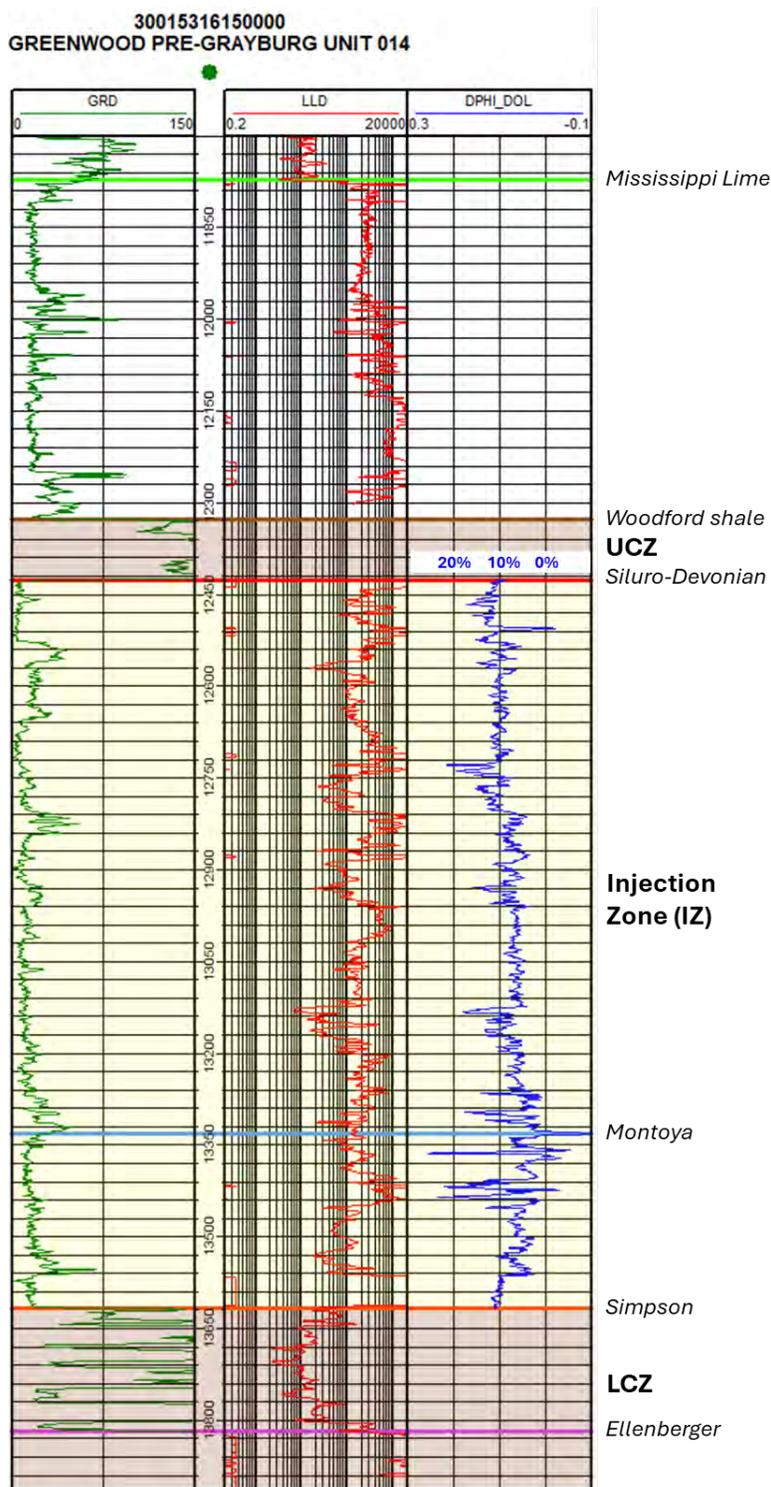 30015316150000
GREENWOOD PRE-GRAYBURG UNIT 014
GRD
0 150
LLD
0.2 20000
DPHI_DOL
0.3 -0.1
Mississippi Lime
11850
12000
12150
12300
Woodford shale
UCZ
20% 10% 0%
Siluro-Devonian
12450
12600
12750
Injection
Zone (IZ)
12900
13050
13200
Montoya
13350
13500
Simpson
13650
LCZ
13800
Ellenberger